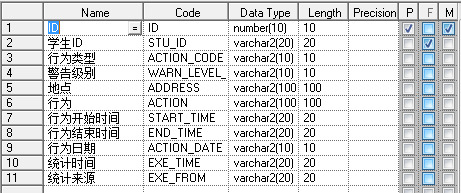 Name Code Data Type Length Precision P F M
1 ID = ID number(10) 10
2 学生ID STU_ID varchar2(20) 20
3 行为类型 ACTION_CODE varchar2(10) 10
4 警告级别 WARN_LEVEL_ varchar2(10) 10
5 地点 ADDRESS varchar2(100 100
6 行为 ACTION varchar2(100 100
7 行为开始时间 START_TIME varchar2(20) 20
8 行为结束时间 END_TIME varchar2(20) 20
9 行为日期 ACTION_DATE varchar2(10) 10
10 统计时间 EXE_TIME varchar2(20) 20
11 统计来源 EXE_FROM varchar2(20) 20